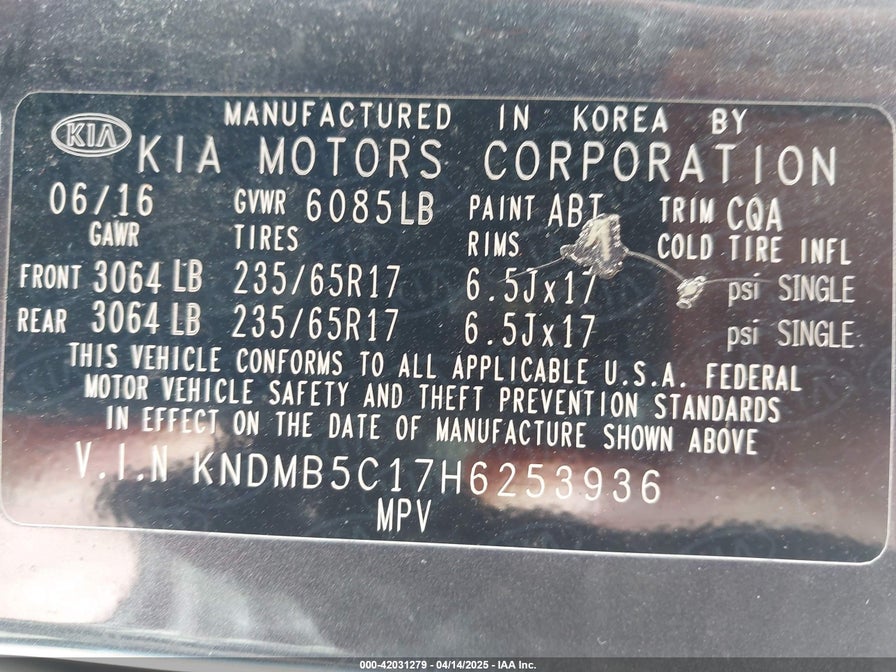 KIA
MANUFACTURED IN KOREA BY
KIA MOTORS CORPORATION
06/16 GVWR 6085LB PAINT ABT TRIM CQA
GAWR TIRES RIMS COLD TIRE INFL
FRONT 3064 LB 235/65R17 6.5Jx17 psi SINGLE
REAR 3064 LB 235/65R17 6.5Jx17 psi SINGLE
THIS VEHICLE CONFORMS TO ALL APPLICABLE U.S.A. FEDERAL
MOTOR VEHICLE SAFETY AND THEFT PREVENTION STANDARDS
IN EFFECT ON THE DATE OF MANUFACTURE SHOWN ABOVE
V.I.N KNDMB5C17H6253936
MPV
000-42031279 - 04/14/2025 - IAA Inc.